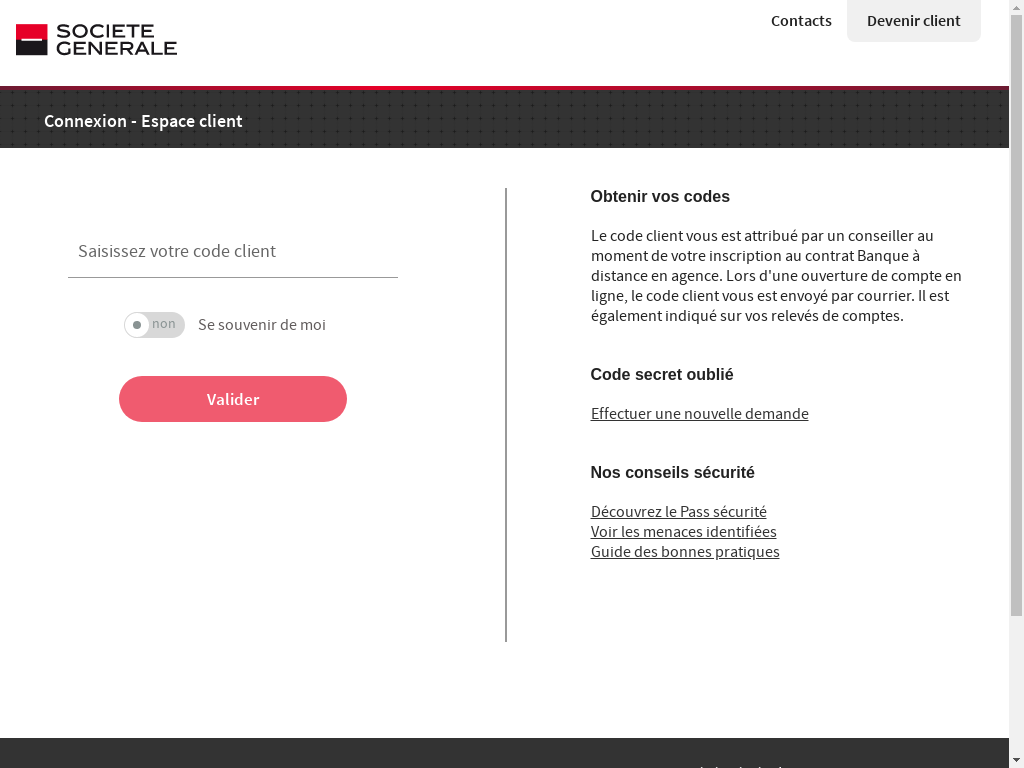 SOCIETE
GENERALE
Contacts
Devenir client
Connexion - Espace client
Saisissez votre code client
non
Se souvenir de moi
Valider
Obtenir vos codes
Le code client vous est attribué par un conseiller au
moment de votre inscription au contrat Banque à
distance en agence. Lors d'une ouverture de compte en
ligne, le code client vous est envoyé par courrier. Il est
également indiqué sur vos relevés de comptes.
Code secret oublié
Effectuer une nouvelle demande
Nos conseils sécurité
Découvrez le Pass sécurité
Voir les menaces identifiées
Guide des bonnes pratiques